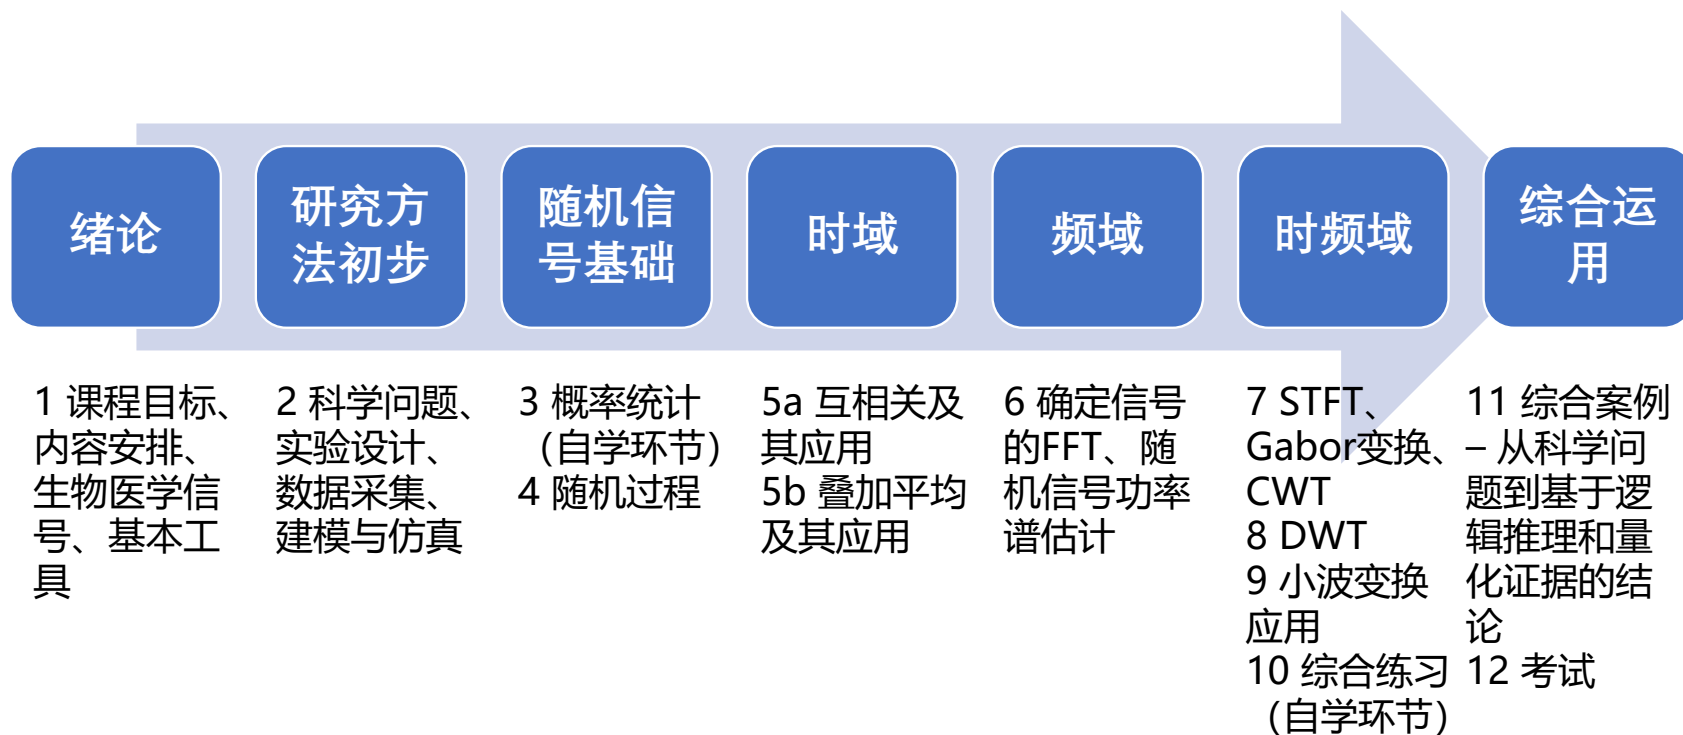 绪论
研究方
法初步
随机信
号基础
时域
频域
时频域
综合运
用
1 课程目标、
内容安排、
生物医学信
号、基本工
具
2 科学问题、
实验设计、
数据采集、
建模与仿真
3 概率统计
（自学环节）
4 随机过程
5a 互相关及
其应用
5b 叠加平均
及其应用
6 确定信号
的FFT、随
机信号功率
谱估计
7 STFT、
Gabor变换、
CWT
8 DWT
9 小波变换
应用
10 综合练习
（自学环节）
11 综合案例
– 从科学问
题到基于逻
辑推理和量
化证据的结
论
12 考试